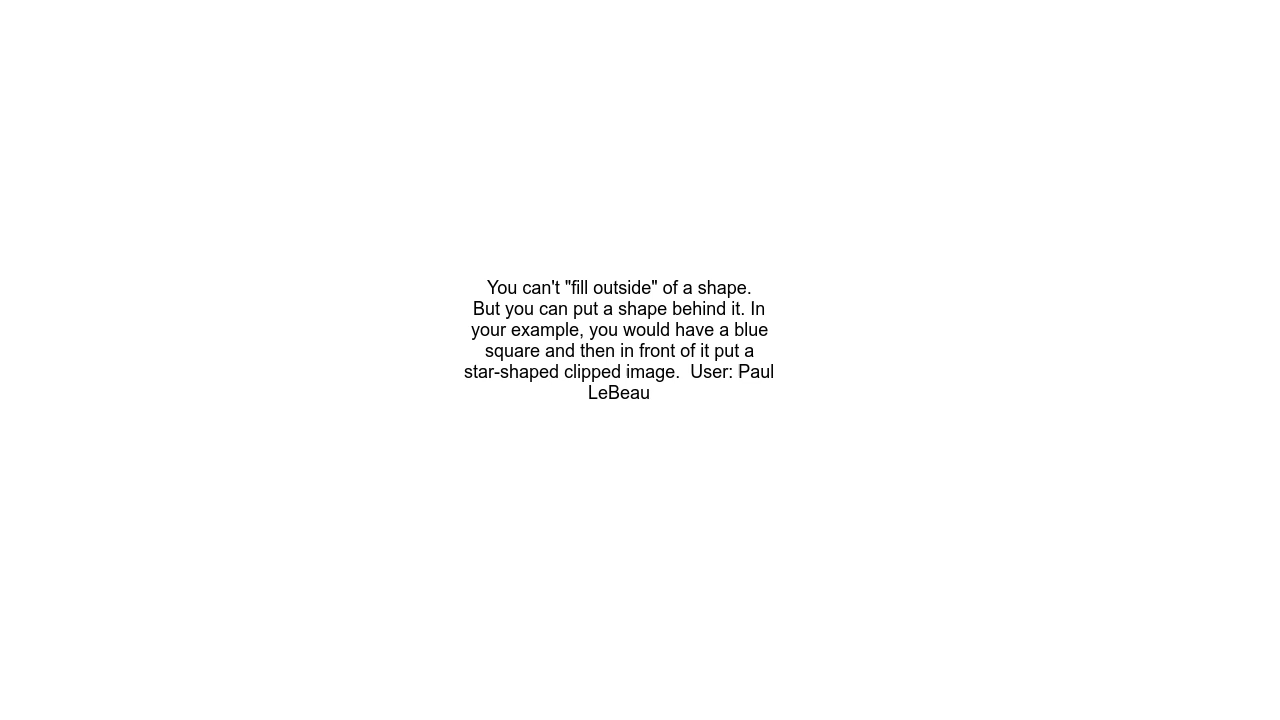 You can't "fill outside" of a shape.
But you can put a shape behind it. In
your example, you would have a blue
square and then in front of it put a
star-shaped clipped image.  User: Paul
LeBeau